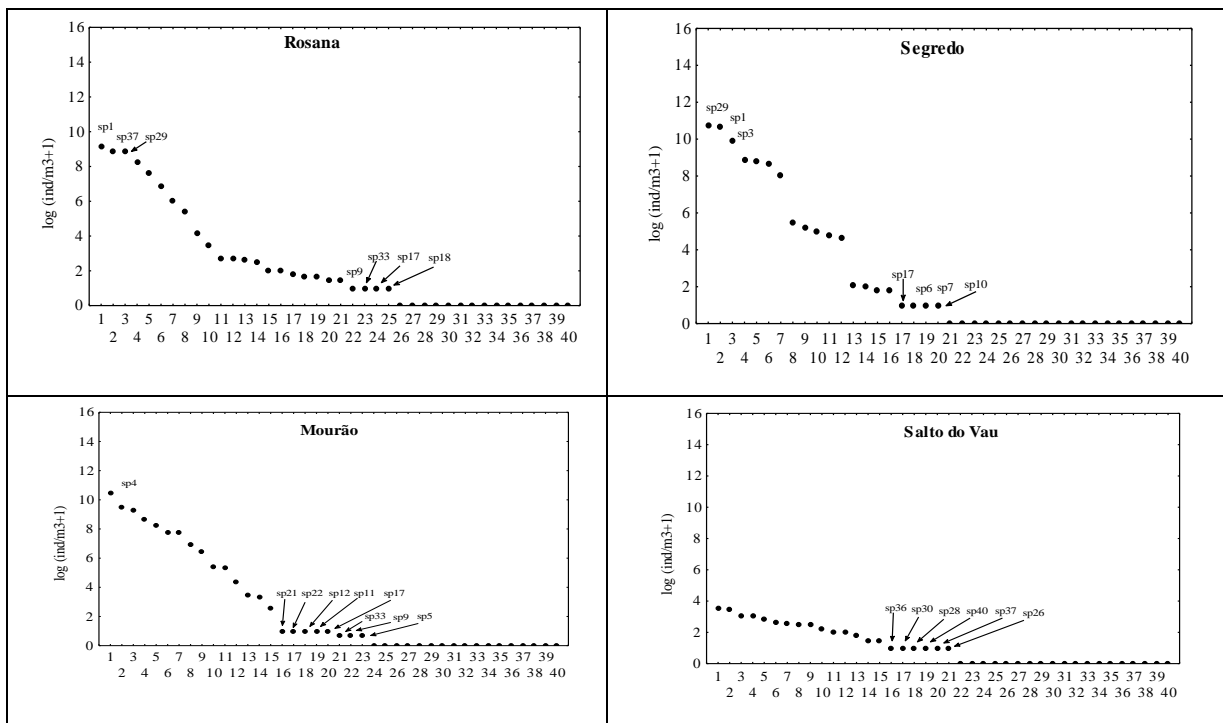 Rosana
log (ind/m3+1)
16
14
12
10
8
6
4
2
0
sp1
sp37 sp29
sp9 sp33 sp17 sp18
1 3 5 7 9 11 13 15 17 19 21 23 25 27 29 31 33 35 37 39
2 4 6 8 10 12 14 16 18 20 22 24 26 28 30 32 34 36 38 40
Segredo
log (ind/m3+1)
16
14
12
10
8
6
4
2
0
sp29
sp1
sp3
sp17 sp6 sp7 sp10
1 3 5 7 9 11 13 15 17 19 21 23 25 27 29 31 33 35 37 39
2 4 6 8 10 12 14 16 18 20 22 24 26 28 30 32 34 36 38 40
Mourão
log (ind/m3+1)
16
14
12
10
8
6
4
2
0
sp4
sp21 sp22 sp12 sp11 sp17
sp33 sp9 sp5
1 3 5 7 9 11 13 15 17 19 21 23 25 27 29 31 33 35 37 39
2 4 6 8 10 12 14 16 18 20 22 24 26 28 30 32 34 36 38 40
Salto do Vau
log (ind/m3+1)
16
14
12
10
8
6
4
2
0
sp36 sp30 sp28 sp40 sp37 sp26
1 3 5 7 9 11 13 15 17 19 21 23 25 27 29 31 33 35 37 39
2 4 6 8 10 12 14 16 18 20 22 24 26 28 30 32 34 36 38 40